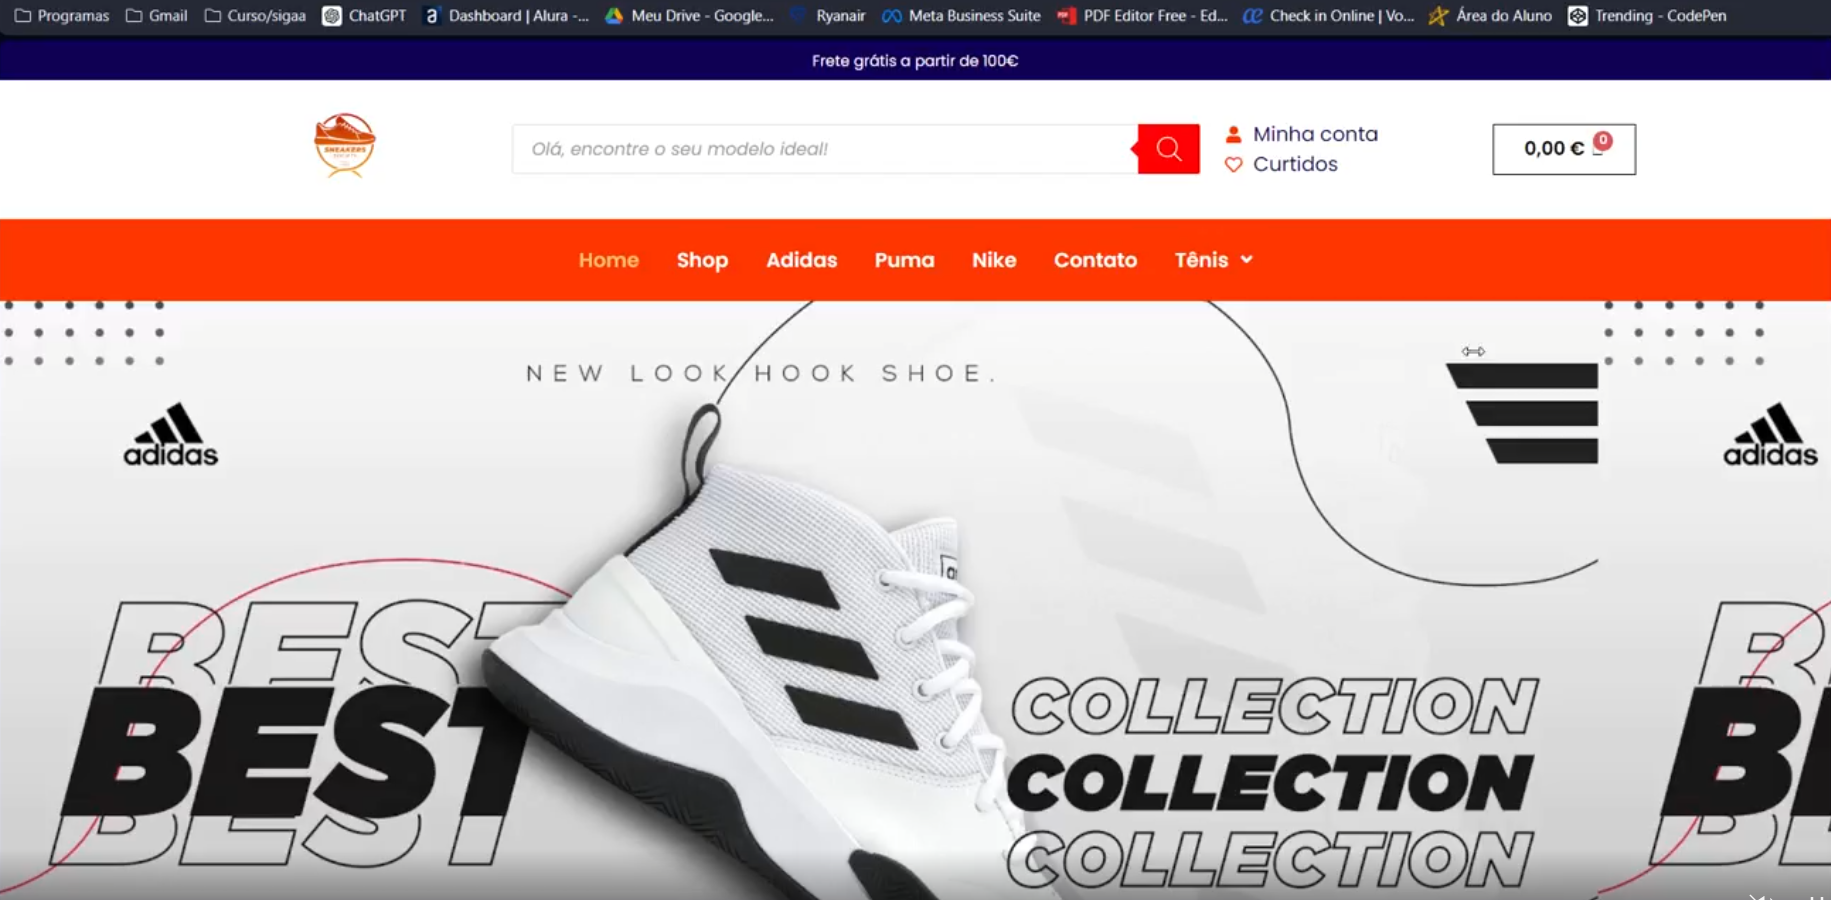 Programas Gmail Curso/sigaa ChatGPT Dashboard | Alura -... Meu Drive - Google... Ryanair Meta Business Suite PDF Editor Free - Ed... Check in Online | Vo... Área do Aluno Trending - CodePen
Frete grátis a partir de 100€
SNEAKERS
Olá, encontre o seu modelo ideal!
Minha conta
Curtidos
0,00 €
0
Home Shop Adidas Puma Nike Contato Tênis
NEW LOOK HOOK SHOE.
adidas
adidas
BEST
BEST
BEST
COLLECTION
COLLECTION
COLLECTION
B
B